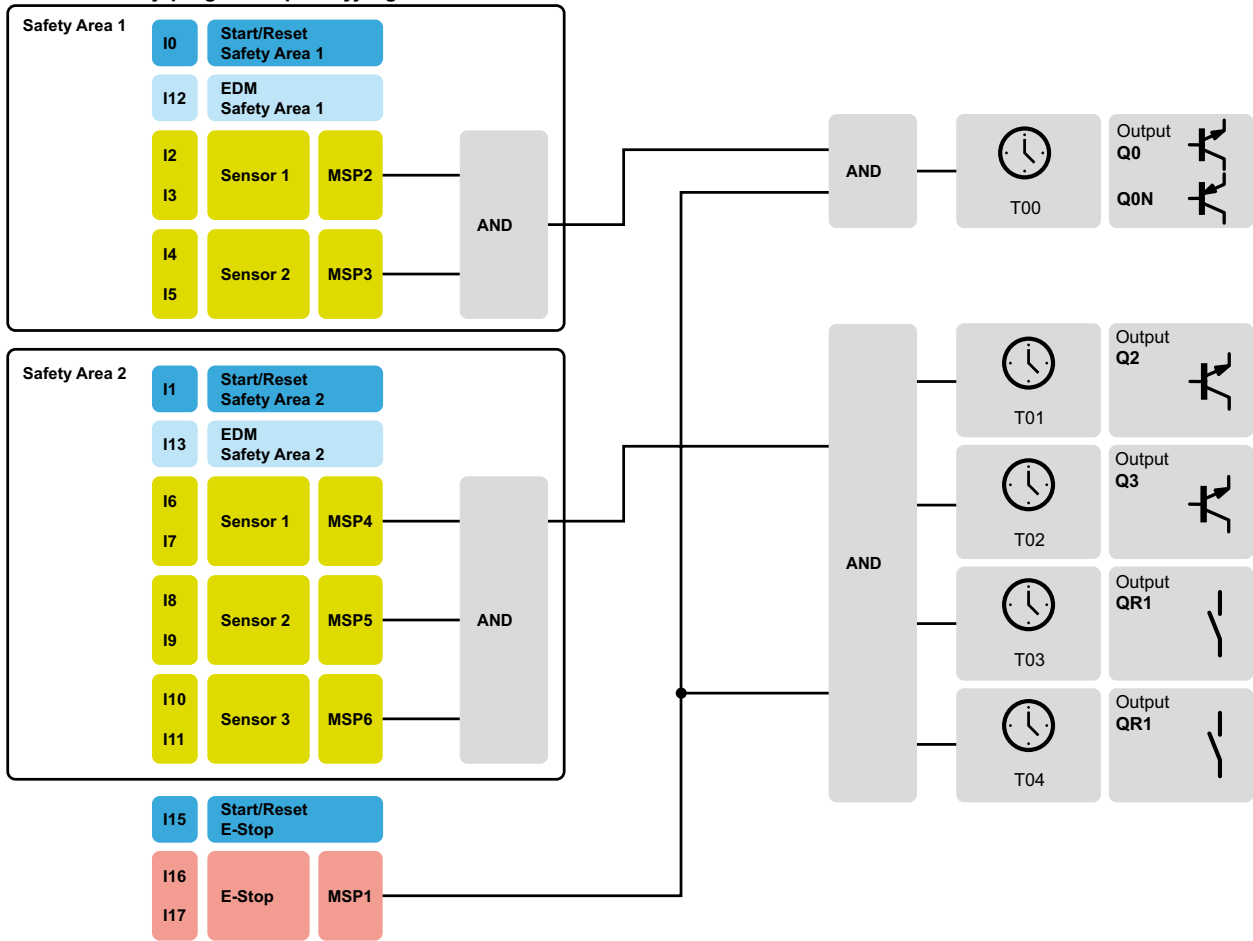 Safety Area 1
I0
Start/Reset
Safety Area 1
I12
EDM
Safety Area 1
I2
I3
Sensor 1
MSP2
I4
I5
Sensor 2
MSP3
AND
AND
T00
Output
Q0
Q0N
Safety Area 2
I1
Start/Reset
Safety Area 2
I13
EDM
Safety Area 2
I6
I7
Sensor 1
MSP4
I8
I9
Sensor 2
MSP5
I10
I11
Sensor 3
MSP6
AND
AND
T01
Output
Q2
T02
Output
Q3
T03
Output
QR1
T04
Output
QR1
I15
Start/Reset
E-Stop
I16
I17
E-Stop
MSP1